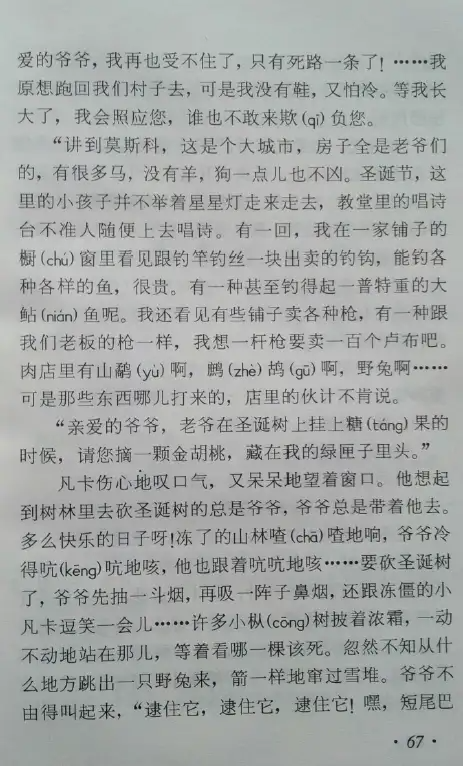 爱的爷爷，我再也受不住了，只有死路一条了！……我
原想跑回我们村子去，可是我没有鞋，又怕冷。等我长
大了，我会照应您，谁也不敢来欺(qī)负您。
“讲到莫斯科，这是个大城市，房子全是老爷们
的，有很多马，没有羊，狗一点儿也不凶。圣诞节，这
里的小孩子并不举着星星灯走来走去，教堂里的唱诗
台不准人随便上去唱诗。有一回，我在一家铺子的
橱(chú)窗里看见跟钓竿钓丝一块出卖的钓钩，能钓各
种各样的鱼，很贵。有一种甚至钓得起一普特重的大
鲇(nián)鱼呢。我还看见有些铺子卖各种枪，有一种跟
我们老板的枪一样，我想一杆枪要卖一百个卢布吧。
肉店里有山鹬(yù)啊，鹧(zhè)鸪(gū)啊，野兔啊……
可是那些东西哪儿打来的，店里的伙计不肯说。
“亲爱的爷爷，老爷在圣诞树上挂上糖(táng)果的
时候，请您摘一颗金胡桃，藏在我的绿匣子里头。”
凡卡伤心地叹口气，又呆呆地望着窗口。他想起
到树林里去砍圣诞树的总是爷爷，爷爷总是带着他去。
多么快乐的日子呀！冻了的山林喳(chā)喳地响，爷爷冷
得吭(kēng)吭地咳，他也跟着吭吭地咳……要砍圣诞树
了，爷爷先抽一斗烟，再吸一阵子鼻烟，还跟冻僵的小
凡卡逗笑一会儿……许多小枞(cōng)树披着浓霜，一动
不动地站在那儿，等着看哪一棵该死。忽然不知从什
么地方跳出一只野兔来，箭一样地窜过雪堆。爷爷不
由得叫起来，“逮住它，逮住它，逮住它！嘿，短尾巴
·67·